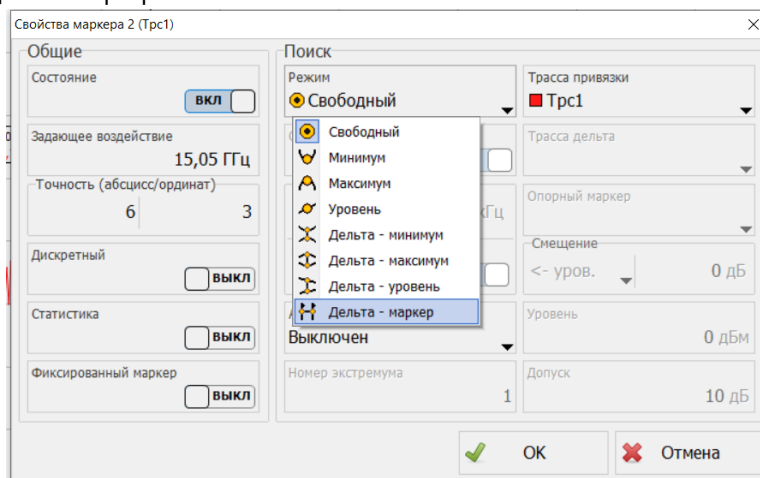 Свойства маркера 2 (Трс1)
Общие
Состояние
ВКЛ
Задающее воздействие
15,05 ГГц
Точность (абсцисс/ординат)
6 3
Дискретный
ВЫКЛ
Статистика
ВЫКЛ
Фиксированный маркер
ВЫКЛ
Поиск
Режим
Свободный
Свободный
Минимум
Максимум
Уровень
Дельта - минимум
Дельта - максимум
Дельта - уровень
Дельта - маркер
Выключен
Номер экстремума
1
Трасса привязки
Трс1
Трасса дельта
Опорный маркер
Смещение
<- уров. 0 дБ
Уровень
0 дБм
Допуск
10 дБ
ОК
Отмена